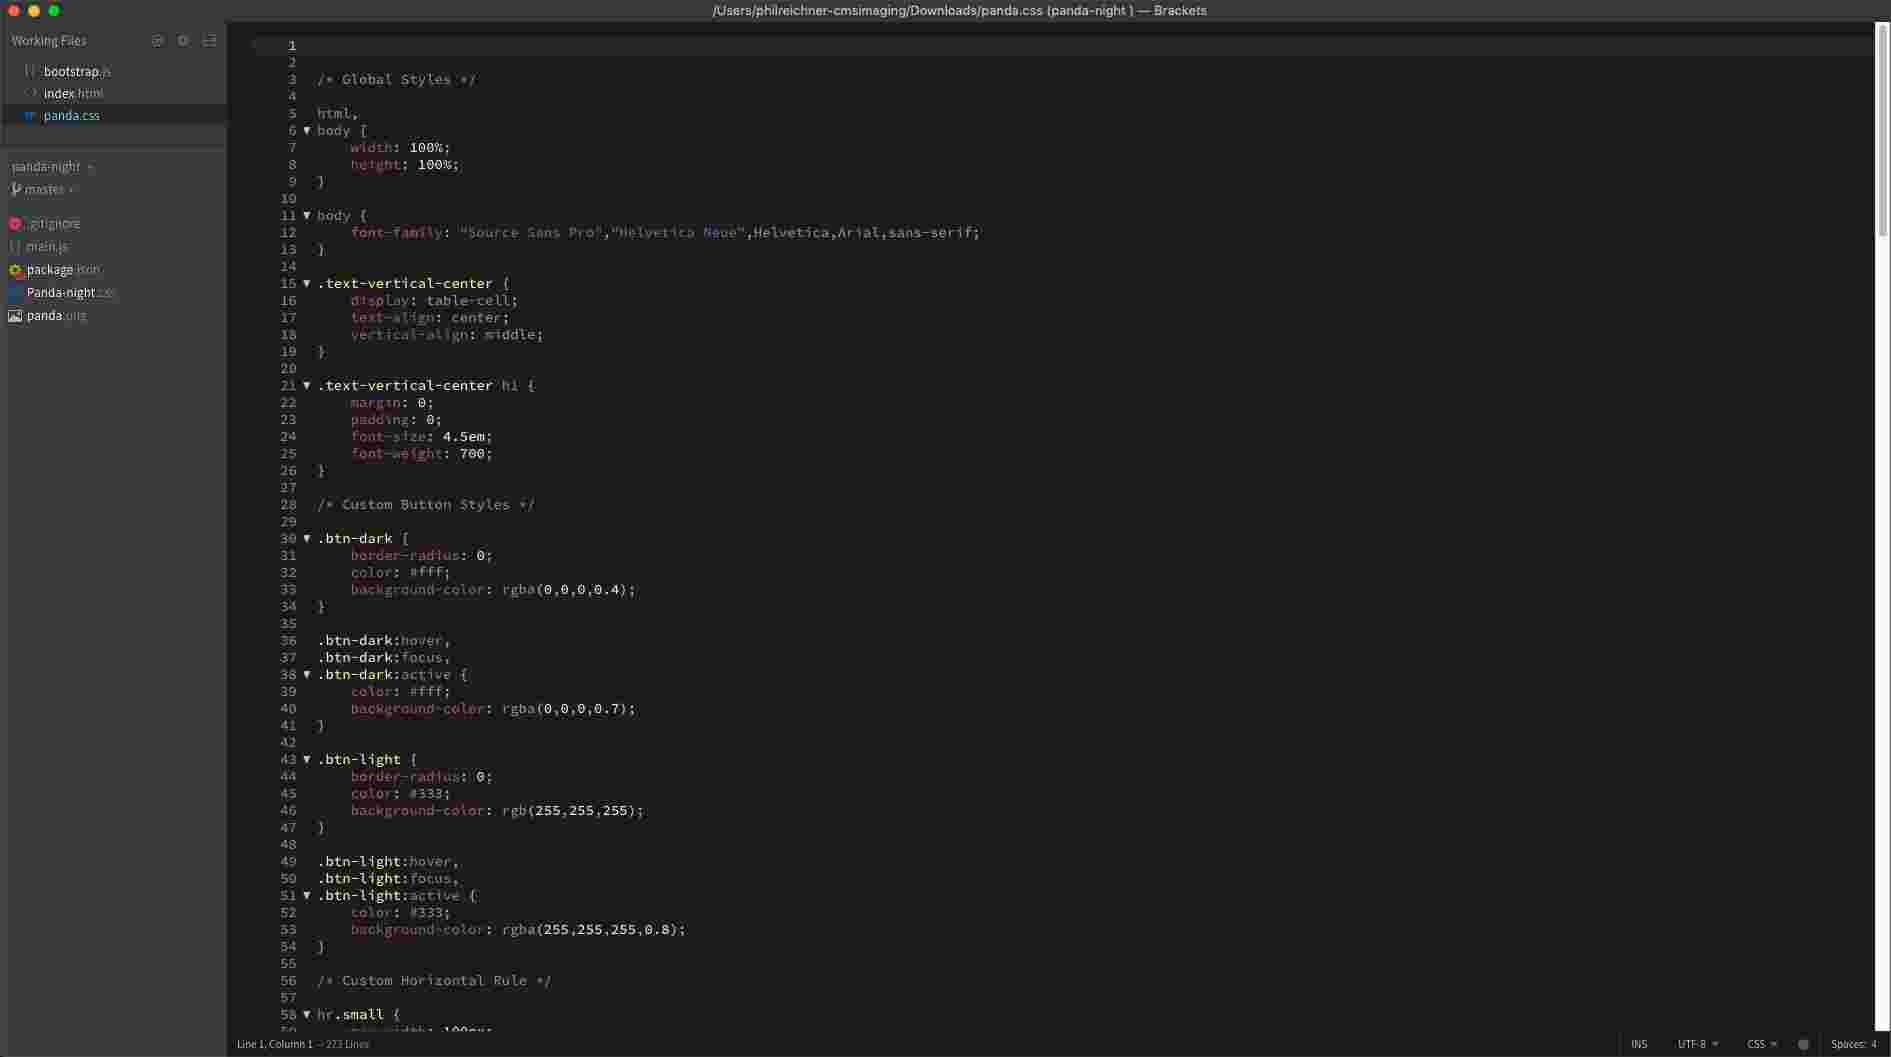 /Users/philreichner-cmsimaging/Downloads/panda.css (panda-night ) — Brackets
Working Files
bootstrap.js
index.html
panda.css
panda-night
master
.gitignore
main.js
package.json
Panda-night
panda.png
1
2
3 /* Global Styles */
4
5 html,
6 body {
7 width: 100%;
8 height: 100%;
9 }
10
11 body {
12 font-family: "Source Sans Pro","Helvetica Neue",Helvetica,Arial,sans-serif;
13 }
14
15 .text-vertical-center {
16 display: table-cell;
17 text-align: center;
18 vertical-align: middle;
19 }
20
21 .text-vertical-center h1 {
22 margin: 0;
23 padding: 0;
24 font-size: 4.5em;
25 font-weight: 700;
26 }
27
28 /* Custom Button Styles */
29
30 .btn-dark {
31 border-radius: 0;
32 color: #fff;
33 background-color: rgba(0,0,0,0.4);
34 }
35
36 .btn-dark:hover,
37 .btn-dark:focus,
38 .btn-dark:active {
39 color: #fff;
40 background-color: rgba(0,0,0,0.7);
41 }
42
43 .btn-light {
44 border-radius: 0;
45 color: #333;
46 background-color: rgb(255,255,255);
47 }
48
49 .btn-light:hover,
50 .btn-light:focus,
51 .btn-light:active {
52 color: #333;
53 background-color: rgba(255,255,255,0.8);
54 }
55
56 /* Custom Horizontal Rule */
57
58 hr.small {
Line 1, Column 1 — 273 Lines
INS UTF-8 CSS Spaces: 4